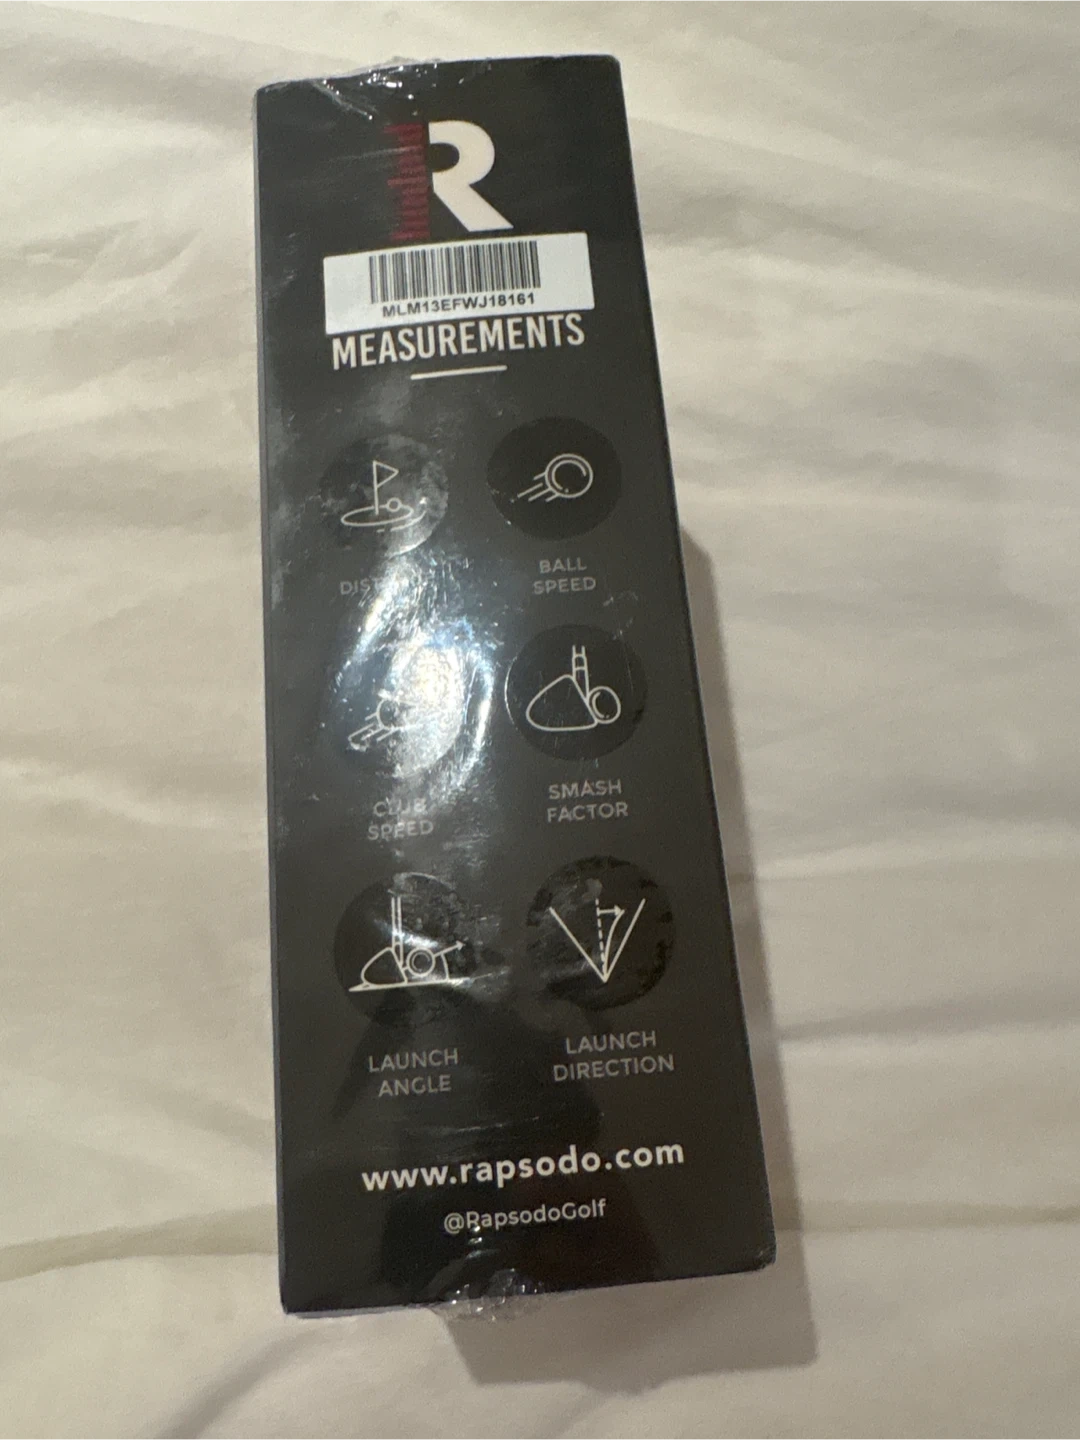 R
MLM13EFWJ18161
MEASUREMENTS
BALL
SPEED
CLUB
SPEED
SMASH
FACTOR
LAUNCH
ANGLE
LAUNCH
DIRECTION
www.rapsodo.com
@RapsodoGolf